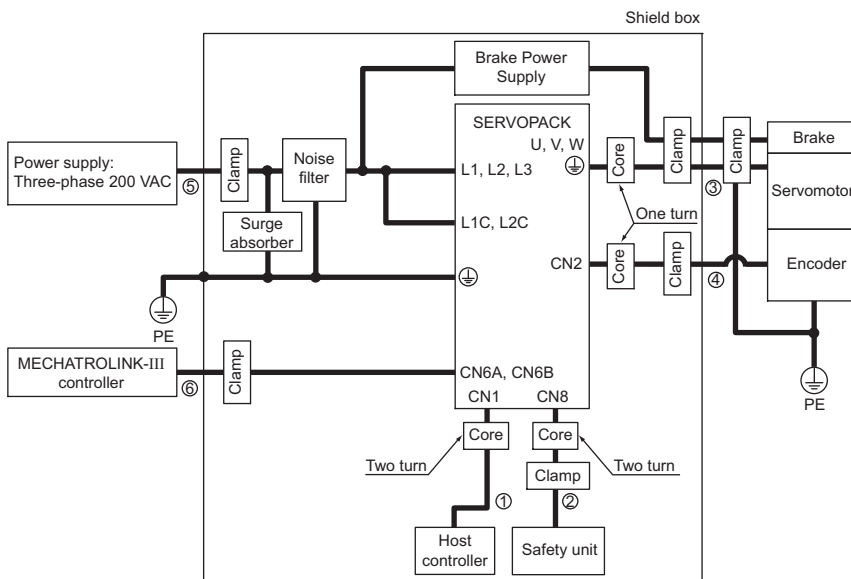 Shield box
Brake Power
Supply
SERVOPACK
U, V, W
Core
Clamp
Clamp
Brake
Power supply:
Three-phase 200 VAC
⑤
Clamp
Noise
filter
L1, L2, L3
③
Servomotor
Surge
absorber
L1C, L2C
One turn
CN2
Core
Clamp
④
Encoder
PE
MECHATROLINK-III
controller
⑥
Clamp
CN6A, CN6B
PE
CN1
CN8
Core
Core
Two turn
Two turn
Clamp
①
②
Host
controller
Safety unit